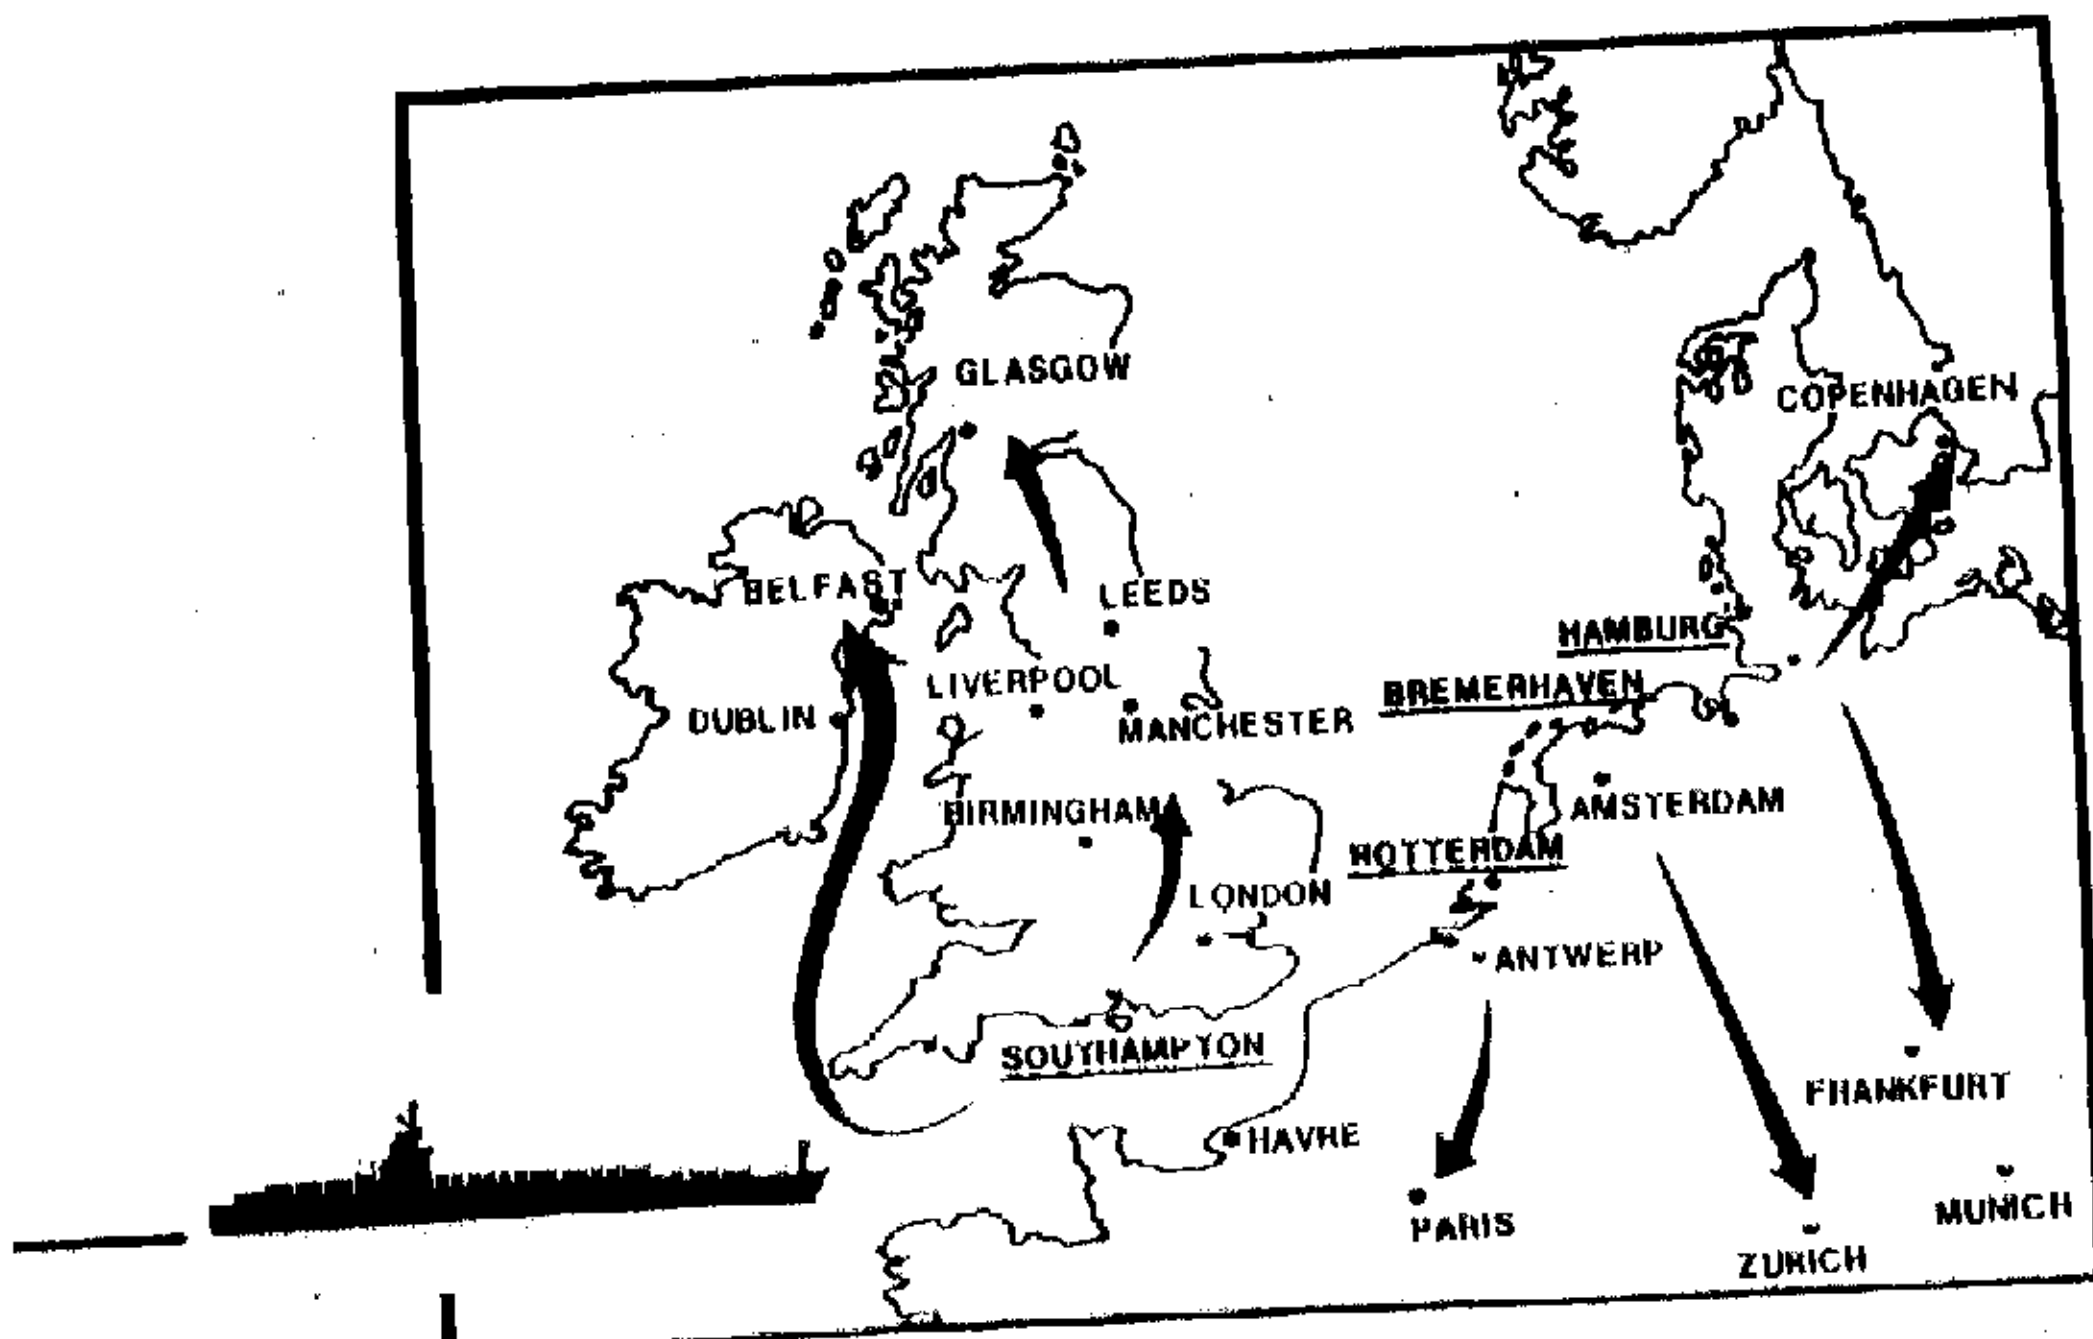 GLASGOW
COPENHAGEN
BELFAST
LEEDS
HAMBURG
LIVERPOOL
BREMERHAVEN
DUBLIN
MANCHESTER
AMSTERDAM
BIRMINGHAM
ROTTERDAM
LONDON
ANTWERP
SOUTHAMPTON
FRANKFURT
HAVRE
MUNICH
PARIS
ZURICH